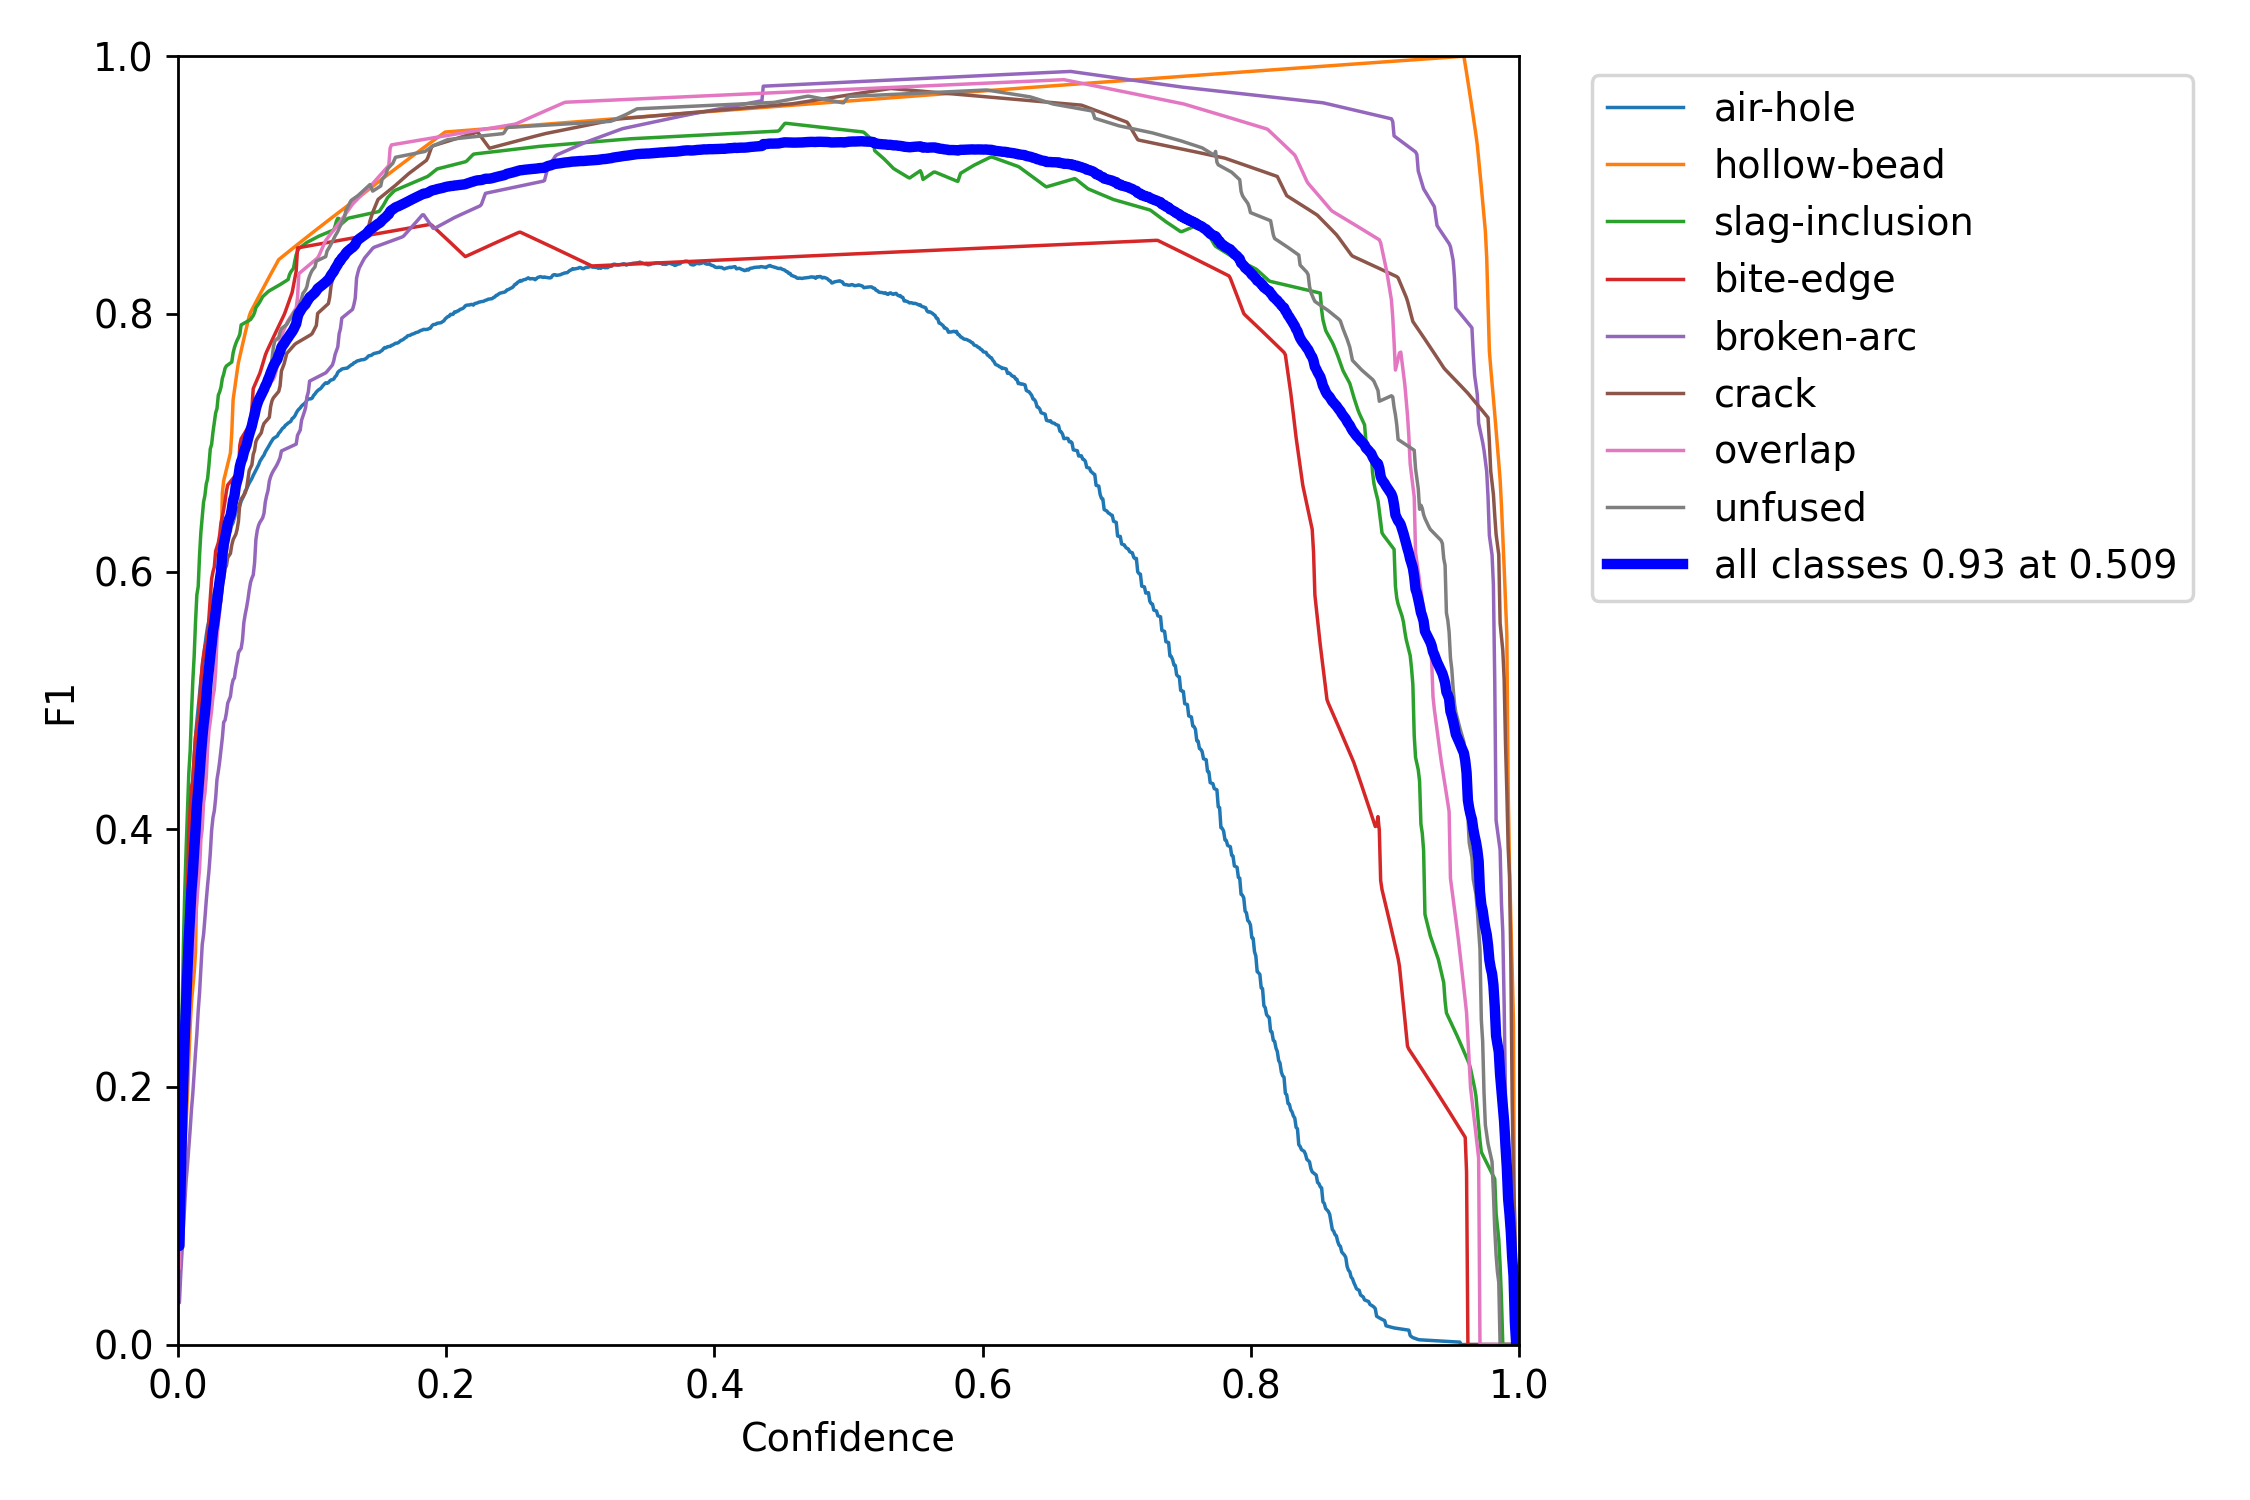 1.0
0.8
0.6
0.4
0.2
0.0
F1
0.0 0.2 0.4 0.6 0.8 1.0
Confidence
air-hole
hollow-bead
slag-inclusion
bite-edge
broken-arc
crack
overlap
unfused
all classes 0.93 at 0.509